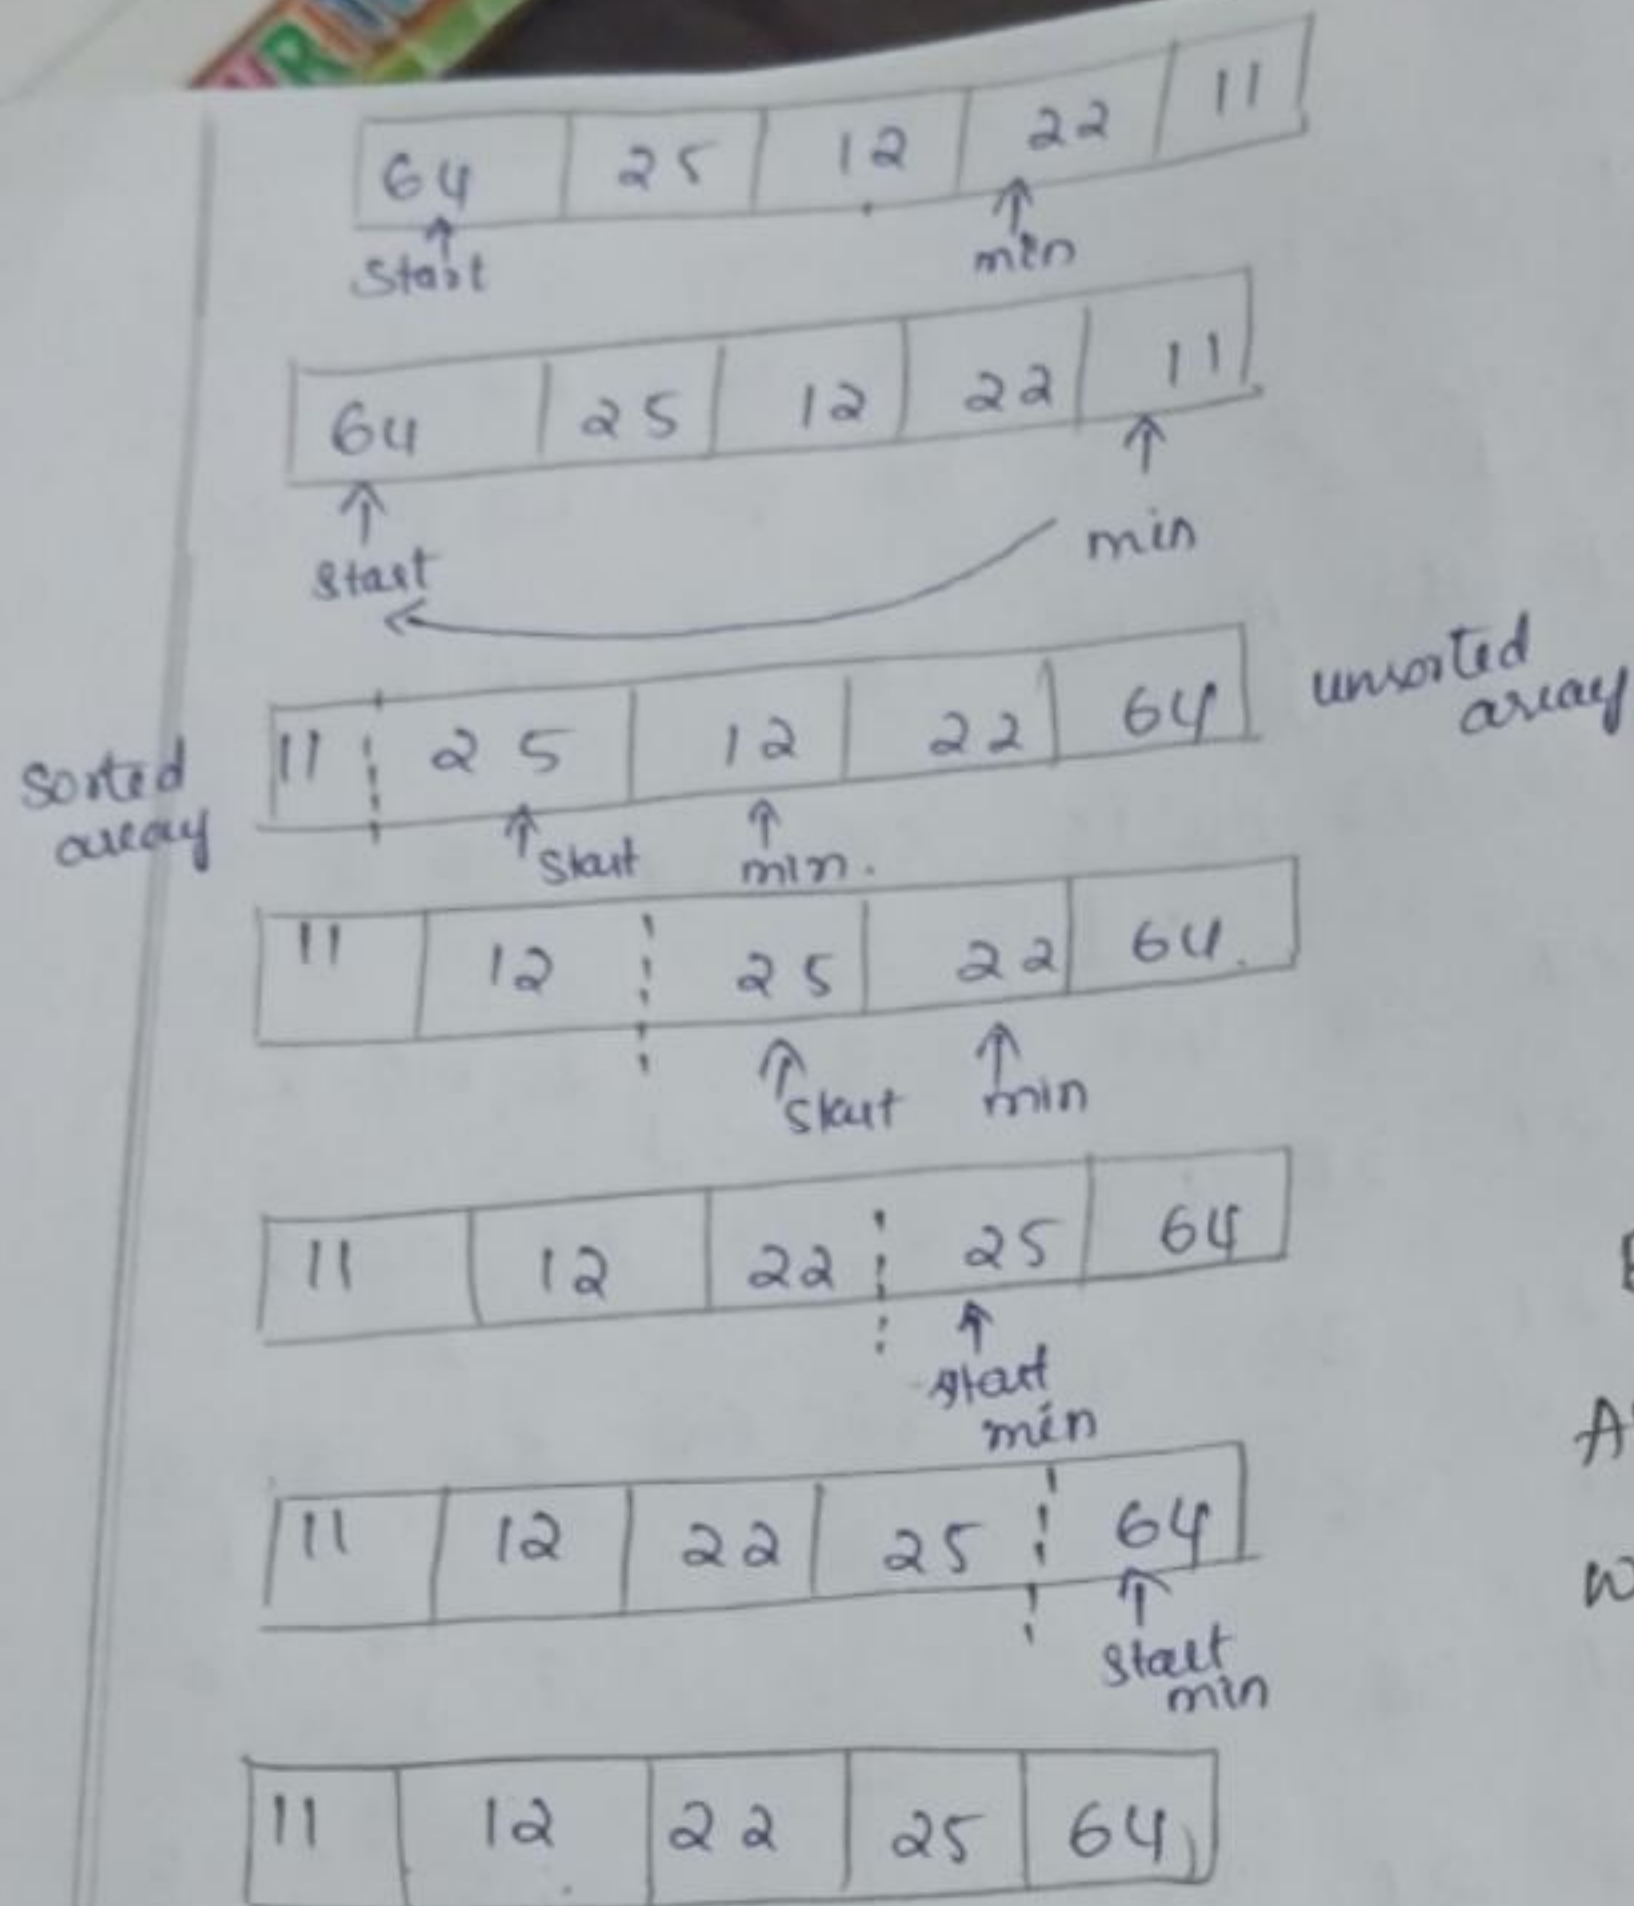 64 25 12 22 11
Start min
64 25 12 22 11
Start min
Sorted array 11 25 12 22 64 unsorted array
Start min.
11 12 25 22 64
Start min
11 12 22 25 64
Start
min
11 12 22 25 64
Start
min
11 12 22 25 64